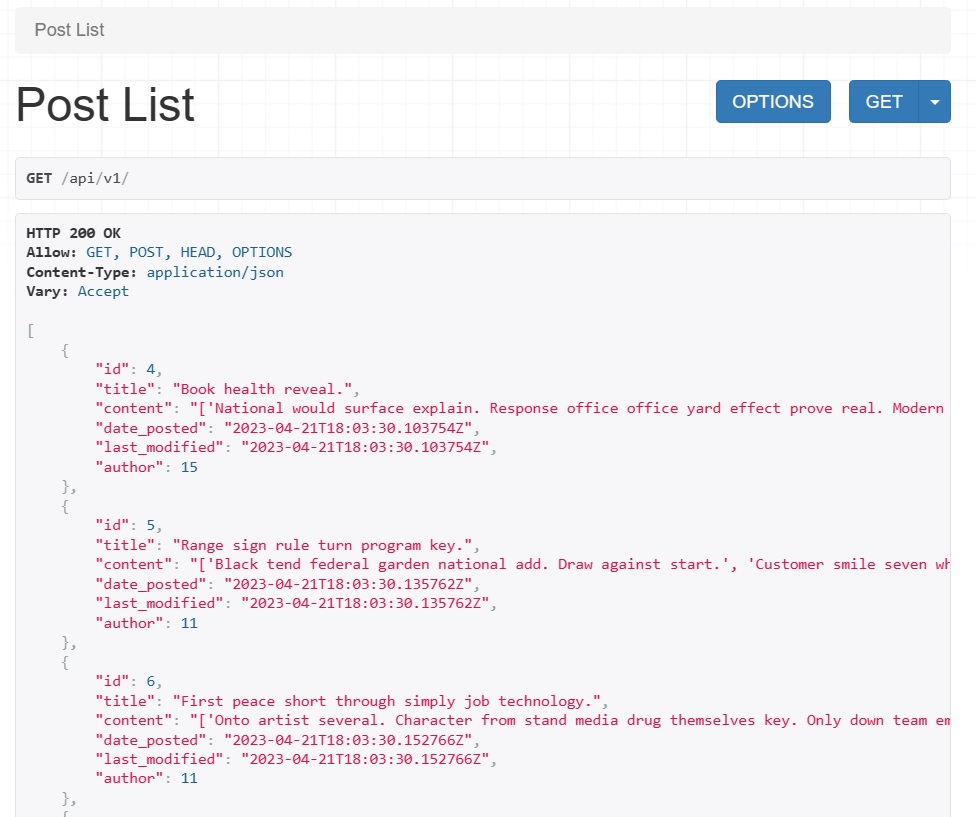 Post List
Post List
OPTIONS
GET
GET /api/v1/
HTTP 200 OK
Allow: GET, POST, HEAD, OPTIONS
Content-Type: application/json
Vary: Accept
[
    {
        "id": 4,
        "title": "Book health reveal.",
        "content": "['National would surface explain. Response office office yard effect prove real. Modern
        "date_posted": "2023-04-21T18:03:30.103754Z",
        "last_modified": "2023-04-21T18:03:30.103754Z",
        "author": 15
    },
    {
        "id": 5,
        "title": "Range sign rule turn program key.",
        "content": "['Black tend federal garden national add. Draw against start.', 'Customer smile seven wh
        "date_posted": "2023-04-21T18:03:30.135762Z",
        "last_modified": "2023-04-21T18:03:30.135762Z",
        "author": 11
    },
    {
        "id": 6,
        "title": "First peace short through simply job technology.",
        "content": "['Onto artist several. Character from stand media drug themselves key. Only down team em
        "date_posted": "2023-04-21T18:03:30.152766Z",
        "last_modified": "2023-04-21T18:03:30.152766Z",
        "author": 11
    },
    {